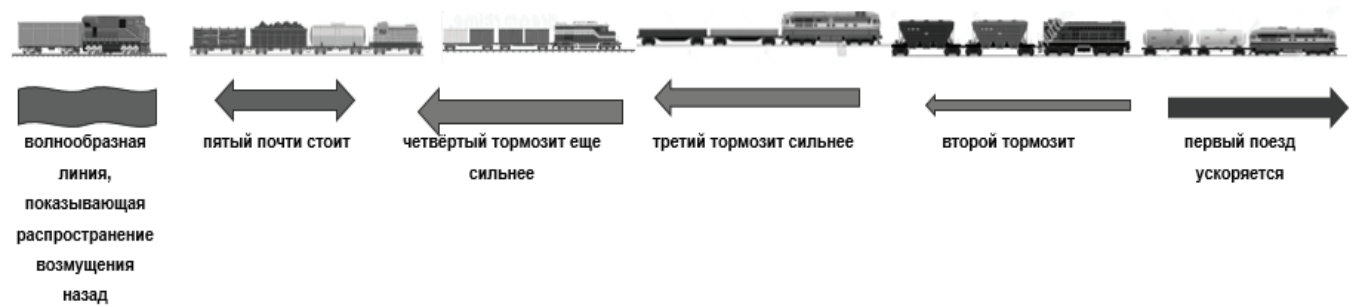 волнообразная
линия,
показывающая
распространение
возмущения
назад
пятый почти стоит
четвёртый тормозит еще
сильнее
третий тормозит сильнее
второй тормозит
первый поезд
ускоряется